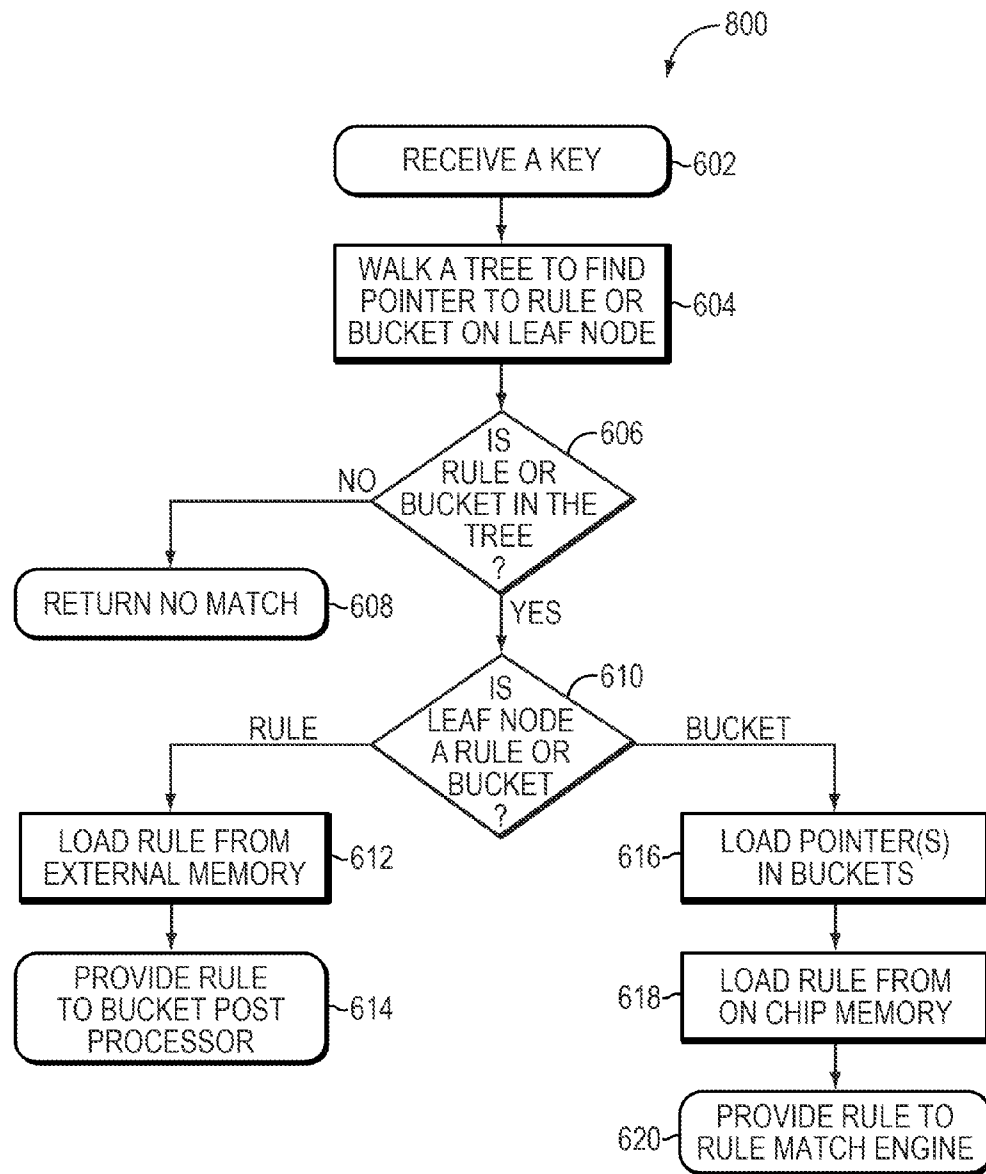 800
RECEIVE A KEY
602
WALK A TREE TO FIND
POINTER TO RULE OR
BUCKET ON LEAF NODE
604
IS
RULE OR
BUCKET IN THE
TREE
?
606
NO
RETURN NO MATCH
608
YES
IS
LEAF NODE
A RULE OR
BUCKET
?
610
RULE
BUCKET
LOAD RULE FROM
EXTERNAL MEMORY
612
PROVIDE RULE
TO BUCKET POST
PROCESSOR
614
616
LOAD POINTER(S)
IN BUCKETS
618
LOAD RULE FROM
ON CHIP MEMORY
620
PROVIDE RULE TO
RULE MATCH ENGINE